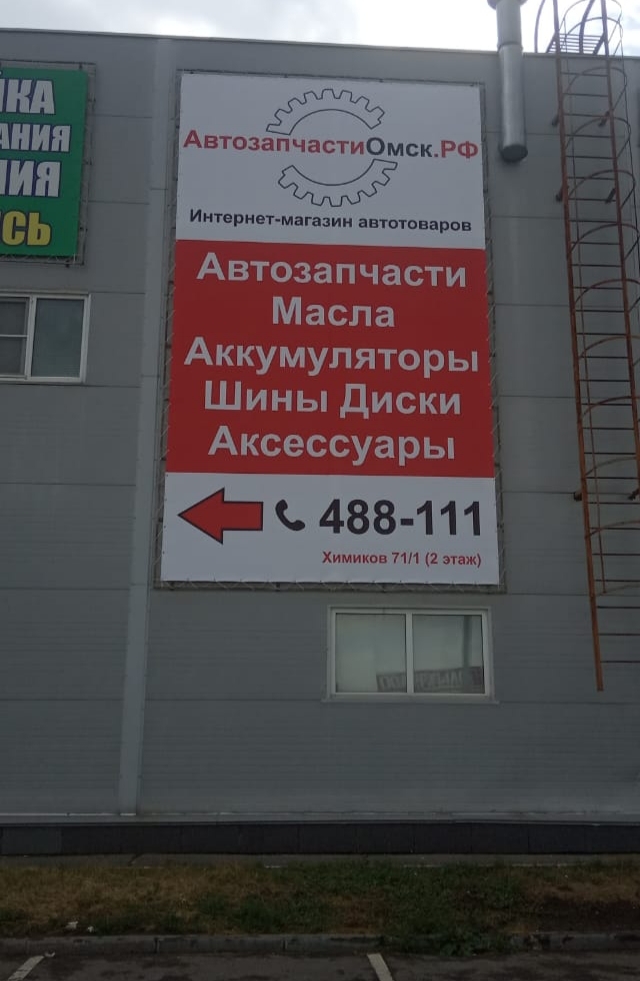 АвтозапчастиОмск.РФ
Интернет-магазин автотоваров
Автозапчасти
Масла
Аккумуляторы
Шины Диски
Аксессуары
488-111
Химиков 71/1 (2 этаж)